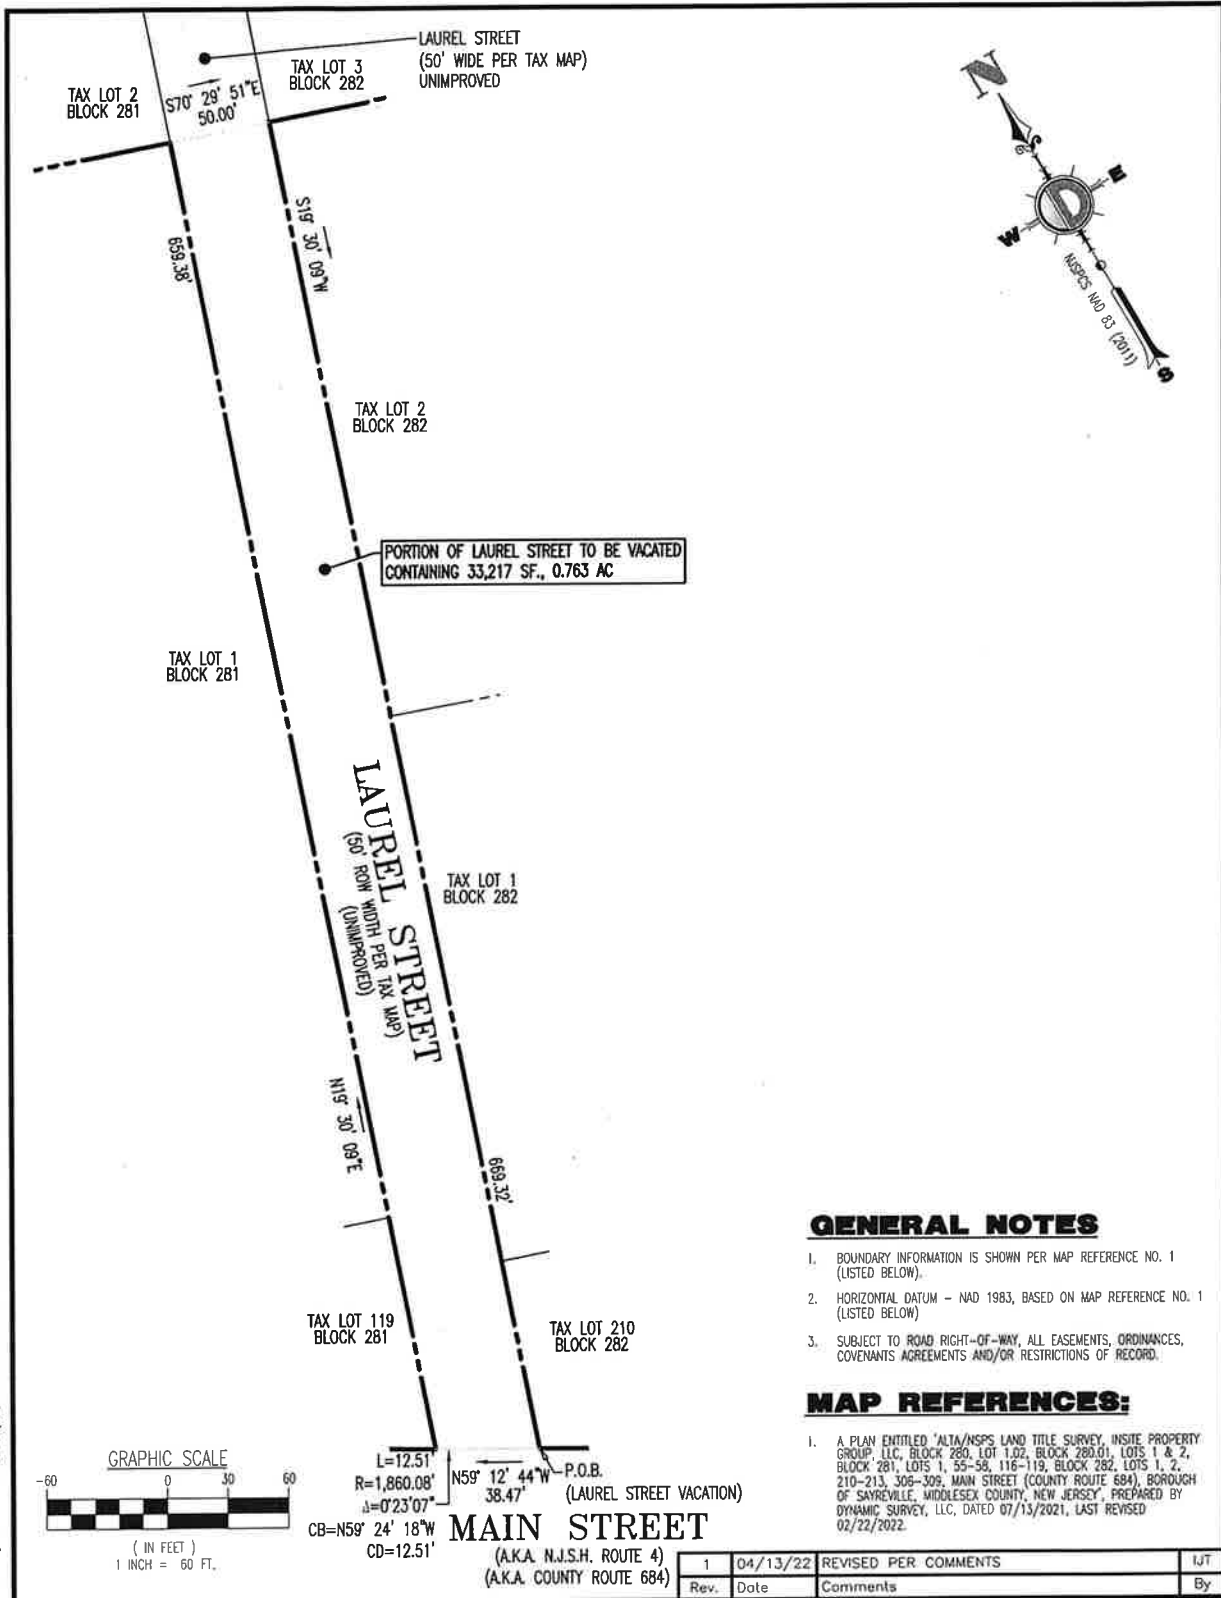 LAUREL STREET
(50' WIDE PER TAX MAP)
UNIMPROVED
TAX LOT 3
BLOCK 282
TAX LOT 2
BLOCK 281
S70° 29' 51"E
50.00'
N
E
W
S
D
NJSPCS NAD 83 (2011)
S19° 30' 09"W
659.38'
TAX LOT 2
BLOCK 282
PORTION OF LAUREL STREET TO BE VACATED
CONTAINING 33,217 SF., 0.763 AC
TAX LOT 1
BLOCK 281
LAUREL STREET
(50' ROW WIDTH PER TAX MAP)
(UNIMPROVED)
TAX LOT 1
BLOCK 282
N19° 30' 09"E
669.32'
TAX LOT 119
BLOCK 281
TAX LOT 210
BLOCK 282
GENERAL NOTES
1. BOUNDARY INFORMATION IS SHOWN PER MAP REFERENCE NO. 1
(LISTED BELOW).
2. HORIZONTAL DATUM – NAD 1983, BASED ON MAP REFERENCE NO. 1
(LISTED BELOW)
3. SUBJECT TO ROAD RIGHT-OF-WAY, ALL EASEMENTS, ORDINANCES,
COVENANTS AGREEMENTS AND/OR RESTRICTIONS OF RECORD.
MAP REFERENCES:
1. A PLAN ENTITLED 'ALTA/NSPS LAND TITLE SURVEY, INSITE PROPERTY
GROUP, LLC, BLOCK 280, LOT 1.02, BLOCK 280.01, LOTS 1 & 2,
BLOCK 281, LOTS 1, 55-58, 116-119, BLOCK 282, LOTS 1, 2,
210-213, 306-309, MAIN STREET (COUNTY ROUTE 684), BOROUGH
OF SAYREVILLE, MIDDLESEX COUNTY, NEW JERSEY', PREPARED BY
DYNAMIC SURVEY, LLC, DATED 07/13/2021, LAST REVISED
02/22/2022.
GRAPHIC SCALE
-60 0 30 60
( IN FEET )
1 INCH = 60 FT.
L=12.51'
R=1,860.08'
Δ=0°23'07"
CB=N59° 24' 18"W
CD=12.51'
N59° 12' 44"W
38.47'
P.O.B.
(LAUREL STREET VACATION)
MAIN STREET
(A.K.A. N.J.S.H. ROUTE 4)
(A.K.A. COUNTY ROUTE 684)
1 04/13/22 REVISED PER COMMENTS IJT
Rev. Date Comments By